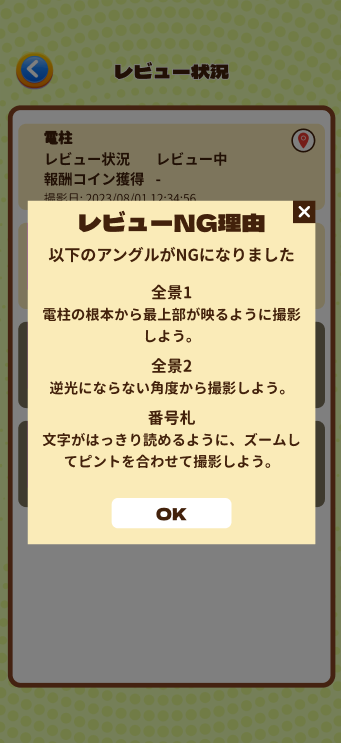 レビュー状況
電柱
レビュー状況 レビュー中
報酬コイン獲得 -
撮影日: 2023/08/01 12:34:56
レビューNG理由
以下のアングルがNGになりました
全景1
電柱の根本から最上部が映るように撮影
しよう。
全景2
逆光にならない角度から撮影しよう。
番号札
文字がはっきり読めるように、ズームし
てピントを合わせて撮影しよう。
OK